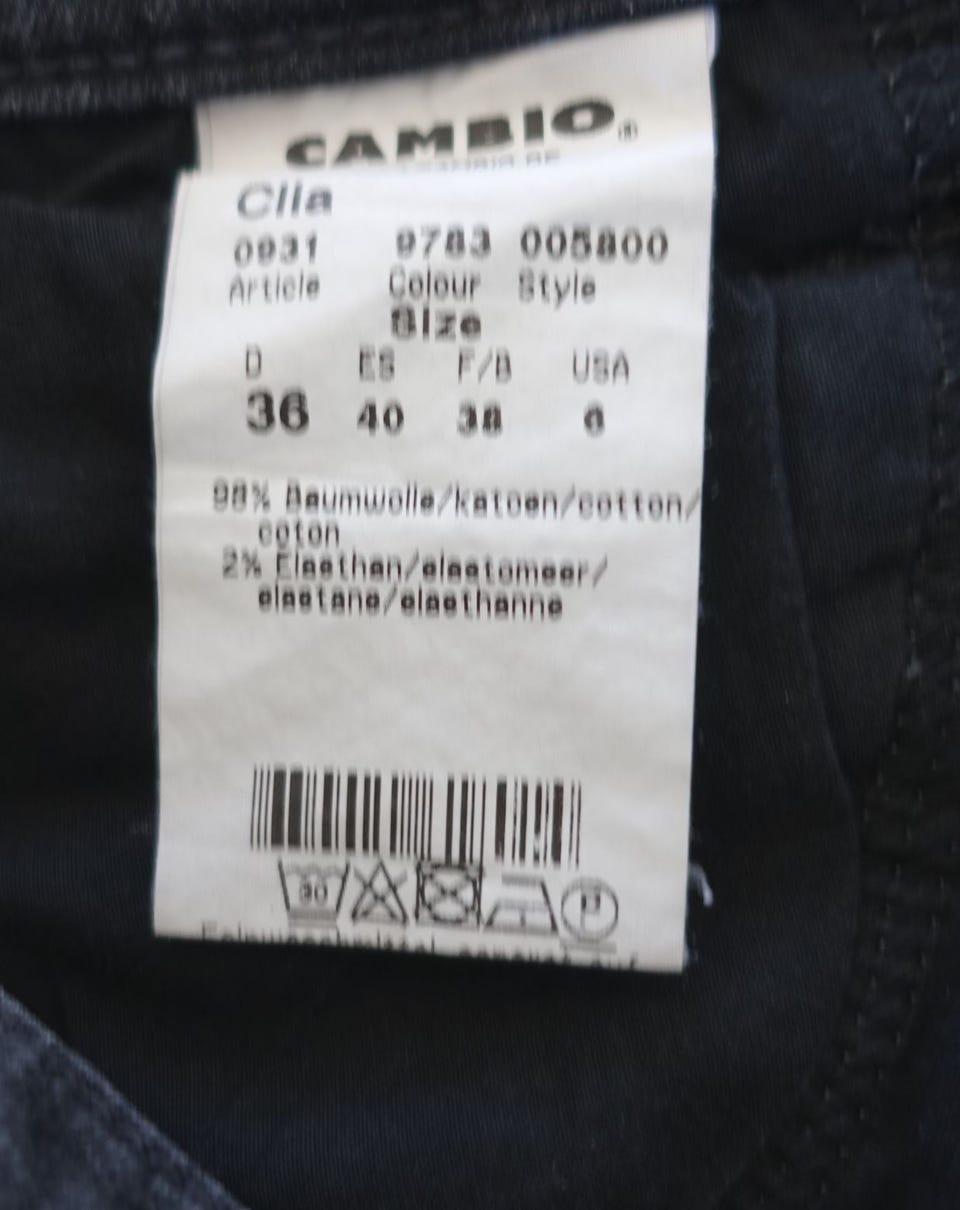 CAMBIO®
Clia
0931 9783 005800
Article Colour Style
Size
D ES F/B USA
36 40 38 6
98% Baumwolle/katoen/cotton/
coton
2% Elasthan/elastomeer/
elastane/elasthanne
30 P